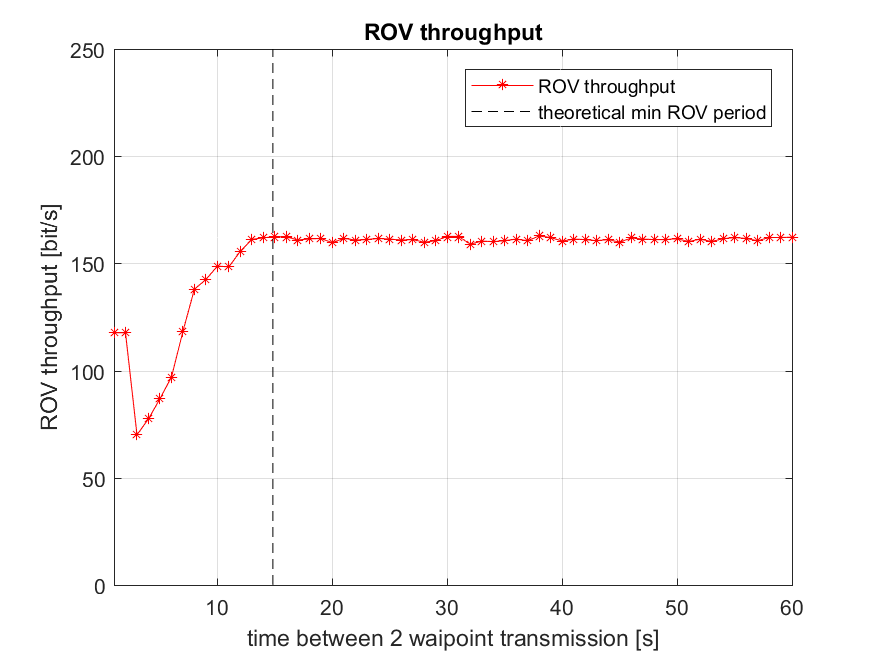 ROV throughput
250
200
150
100
50
0
ROV throughput [bit/s]
ROV throughput
theoretical min ROV period
10 20 30 40 50 60
time between 2 waipoint transmission [s]